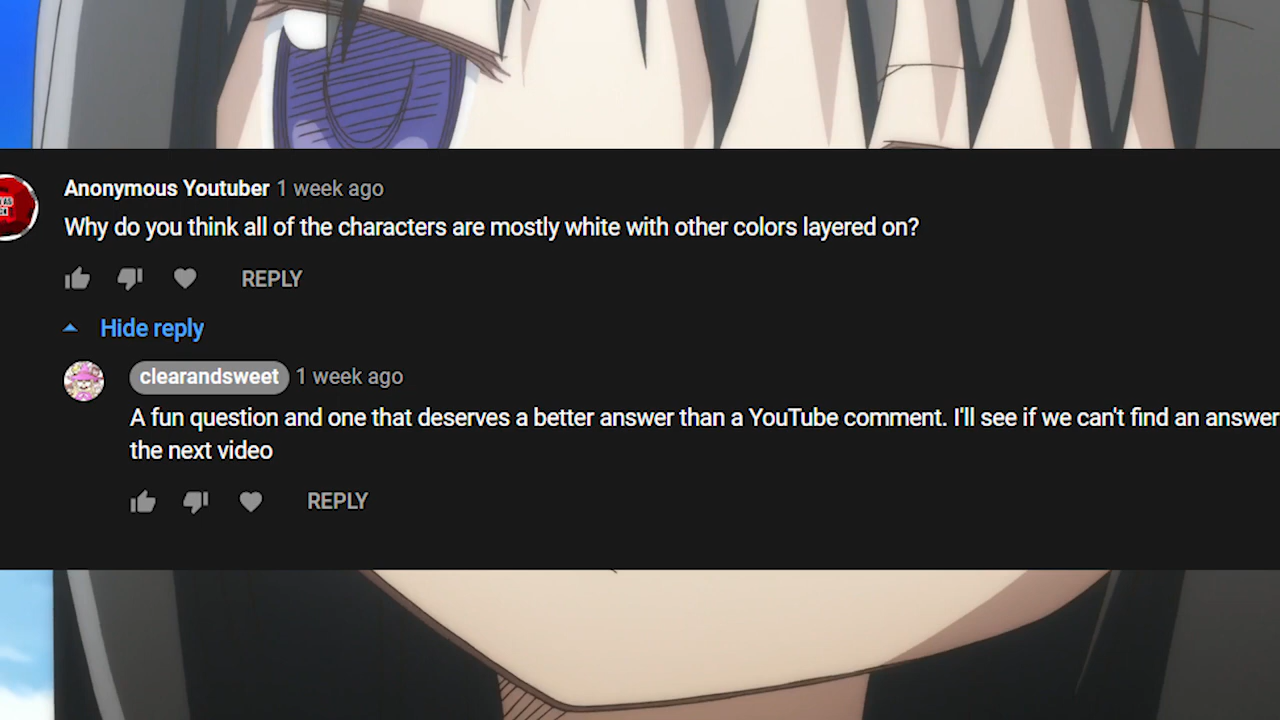 Anonymous Youtuber 1 week ago
Why do you think all of the characters are mostly white with other colors layered on?
REPLY
Hide reply
clearandsweet 1 week ago
A fun question and one that deserves a better answer than a YouTube comment. I'll see if we can't find an answer
the next video
REPLY